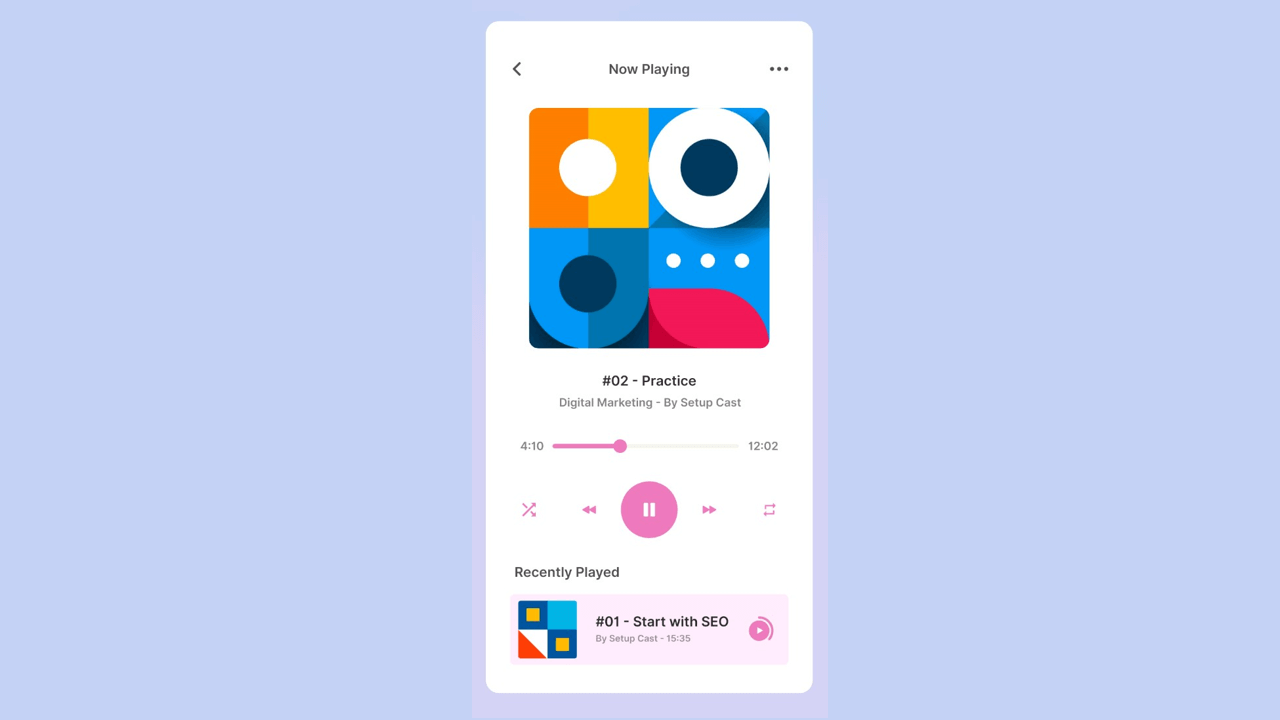 Now Playing
#02 - Practice
Digital Marketing - By Setup Cast
4:10 12:02
Recently Played
#01 - Start with SEO
By Setup Cast - 15:35